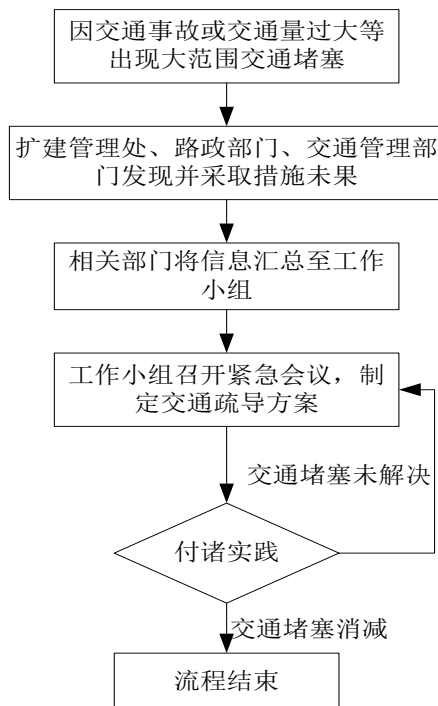 因交通事故或交通量过大等
出现大范围交通堵塞
扩建管理处、路政部门、交通管理部
门发现并采取措施未果
相关部门将信息汇总至工作
小组
工作小组召开紧急会议，制
定交通疏导方案
交通堵塞未解决
付诸实践
交通堵塞消减
流程结束